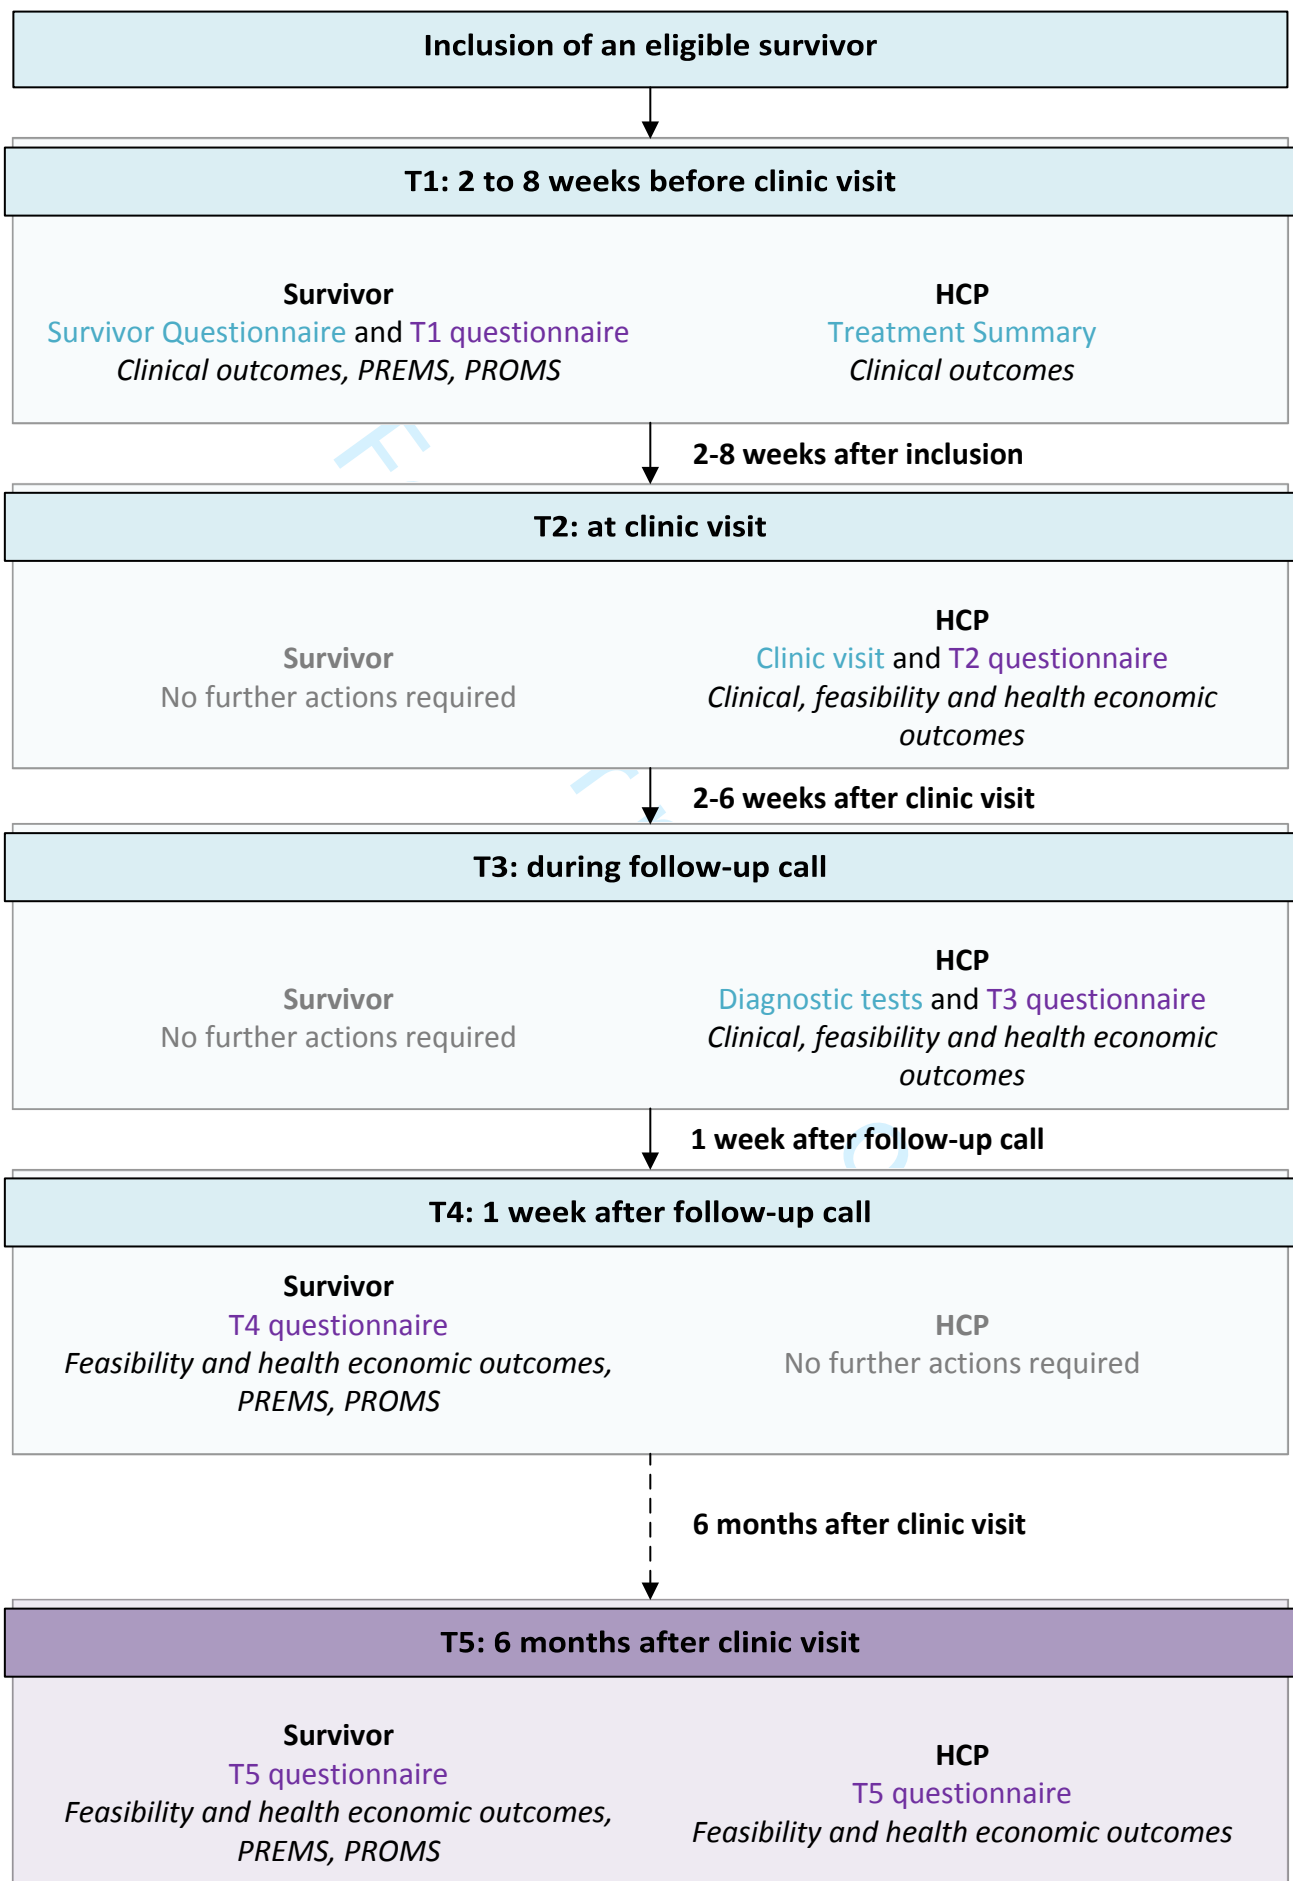 Inclusion of an eligible survivor
T1: 2 to 8 weeks before clinic visit
Survivor
Survivor Questionnaire and T1 questionnaire
Clinical outcomes, PREMS, PROMS
HCP
Treatment Summary
Clinical outcomes
2-8 weeks after inclusion
T2: at clinic visit
Survivor
No further actions required
HCP
Clinic visit and T2 questionnaire
Clinical, feasibility and health economic
outcomes
2-6 weeks after clinic visit
T3: during follow-up call
Survivor
No further actions required
HCP
Diagnostic tests and T3 questionnaire
Clinical, feasibility and health economic
outcomes
1 week after follow-up call
T4: 1 week after follow-up call
Survivor
T4 questionnaire
Feasibility and health economic outcomes,
PREMS, PROMS
HCP
No further actions required
6 months after clinic visit
T5: 6 months after clinic visit
Survivor
T5 questionnaire
Feasibility and health economic outcomes,
PREMS, PROMS
HCP
T5 questionnaire
Feasibility and health economic outcomes